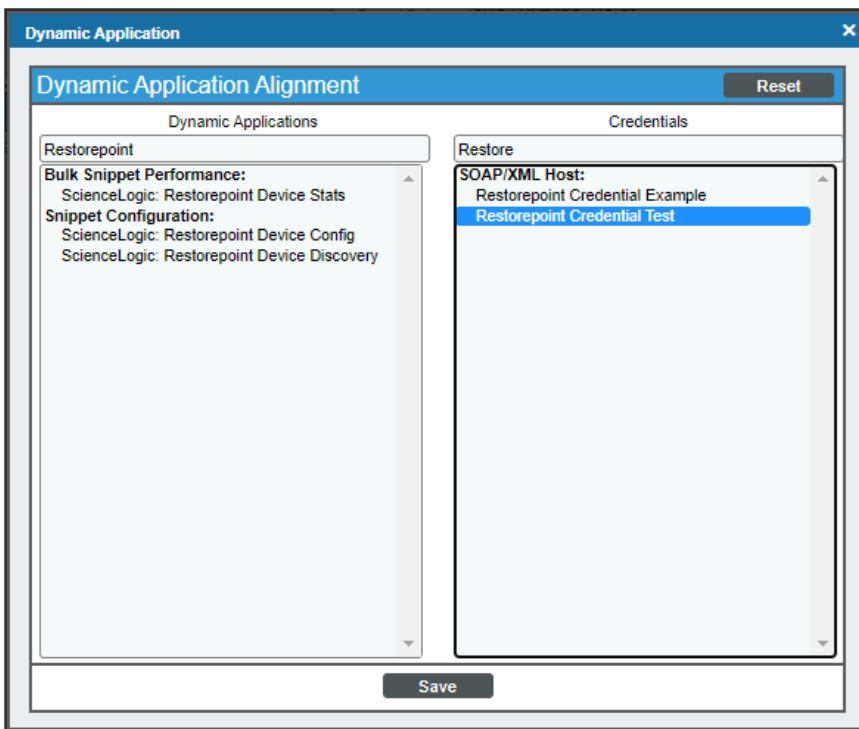 Dynamic Application
×
Dynamic Application Alignment
Reset
Dynamic Applications
Restorepoint
Bulk Snippet Performance:
ScienceLogic: Restorepoint Device Stats
Snippet Configuration:
ScienceLogic: Restorepoint Device Config
ScienceLogic: Restorepoint Device Discovery
Credentials
Restore
SOAP/XML Host:
Restorepoint Credential Example
Restorepoint Credential Test
Save